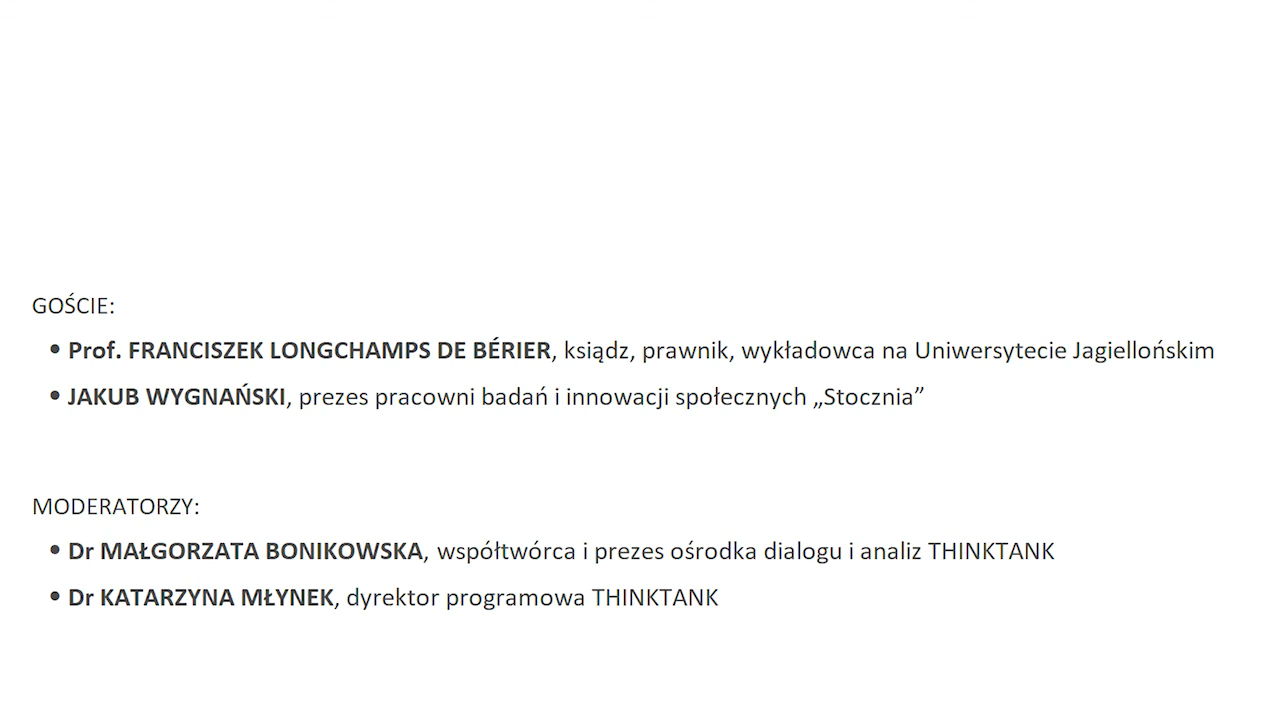 GOŚCIE:
• Prof. FRANCISZEK LONGCHAMPS DE BÉRIER, ksiądz, prawnik, wykładowca na Uniwersytecie Jagiellońskim
• JAKUB WYGNAŃSKI, prezes pracowni badań i innowacji społecznych „Stocznia”
MODERATORZY:
• Dr MAŁGORZATA BONIKOWSKA, współtwórca i prezes ośrodka dialogu i analiz THINKTANK
• Dr KATARZYNA MŁYNEK, dyrektor programowa THINKTANK